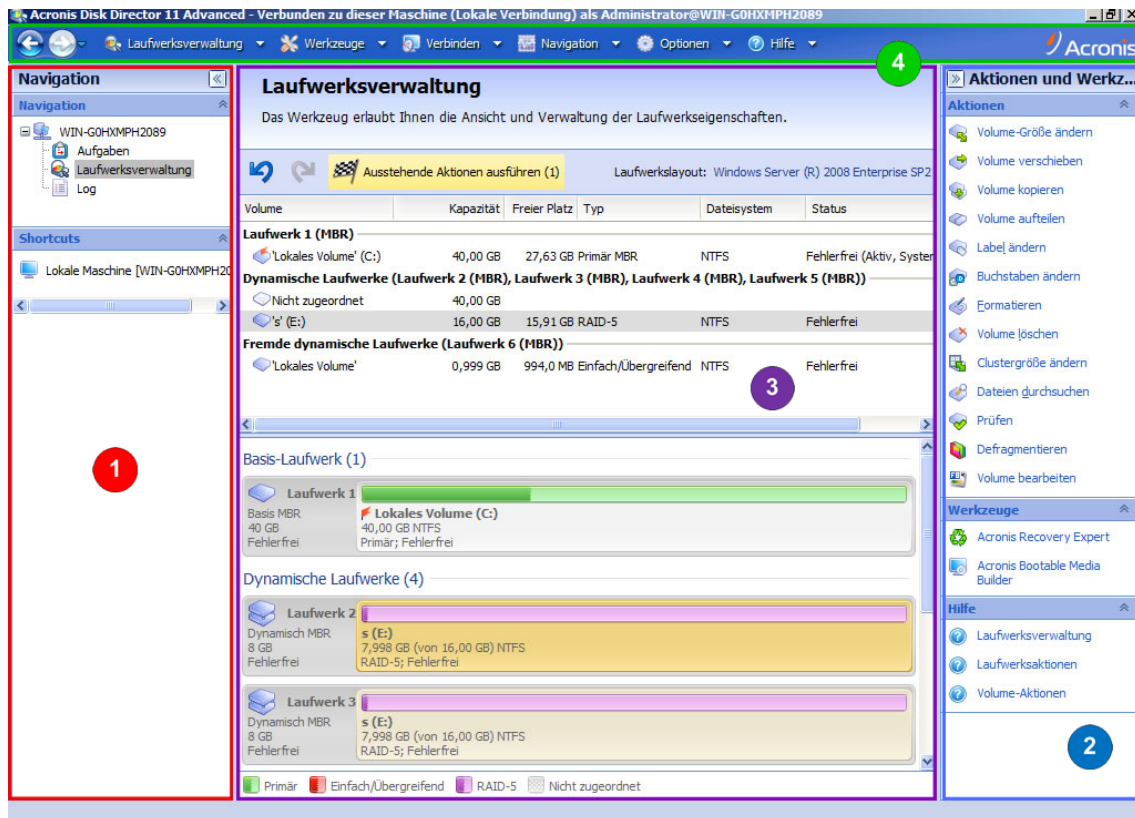 Acronis Disk Director 11 Advanced - Verbunden zu dieser Maschine (Lokale Verbindung) als Administrator@WIN-G0HXMPH2089
Laufwerksverwaltung Werkzeuge Verbinden Navigation Optionen Hilfe Acronis
4
Navigation
Navigation
WIN-G0HXMPH2089
Aufgaben
Laufwerksverwaltung
Log
Shortcuts
Lokale Maschine [WIN-G0HXMPH20
1
Laufwerksverwaltung
Das Werkzeug erlaubt Ihnen die Ansicht und Verwaltung der Laufwerkseigenschaften.
Ausstehende Aktionen ausführen (1) Laufwerkslayout: Windows Server (R) 2008 Enterprise SP2
Volume Kapazität Freier Platz Typ Dateisystem Status
Laufwerk 1 (MBR)
'Lokales Volume' (C:) 40,00 GB 27,63 GB Primär MBR NTFS Fehlerfrei (Aktiv, System
Dynamische Laufwerke (Laufwerk 2 (MBR), Laufwerk 3 (MBR), Laufwerk 4 (MBR), Laufwerk 5 (MBR))
Nicht zugeordnet 40,00 GB
's' (E:) 16,00 GB 15,91 GB RAID-5 NTFS Fehlerfrei
Fremde dynamische Laufwerke (Laufwerk 6 (MBR))
'Lokales Volume' 0,999 GB 994,0 MB Einfach/Übergreifend NTFS Fehlerfrei
3
Basis-Laufwerk (1)
Laufwerk 1
Basis MBR
40 GB
Fehlerfrei
Lokales Volume (C:)
40,00 GB NTFS
Primär; Fehlerfrei
Dynamische Laufwerke (4)
Laufwerk 2
Dynamisch MBR
8 GB
Fehlerfrei
s (E:)
7,998 GB (von 16,00 GB) NTFS
RAID-5; Fehlerfrei
Laufwerk 3
Dynamisch MBR
8 GB
Fehlerfrei
s (E:)
7,998 GB (von 16,00 GB) NTFS
RAID-5; Fehlerfrei
Primär Einfach/Übergreifend RAID-5 Nicht zugeordnet
Aktionen und Werkz...
Aktionen
Volume-Größe ändern
Volume verschieben
Volume kopieren
Volume aufteilen
Label ändern
Buchstaben ändern
Formatieren
Volume löschen
Clustergröße ändern
Dateien durchsuchen
Prüfen
Defragmentieren
Volume bearbeiten
Werkzeuge
Acronis Recovery Expert
Acronis Bootable Media
Builder
Hilfe
Laufwerksverwaltung
Laufwerksaktionen
Volume-Aktionen
2